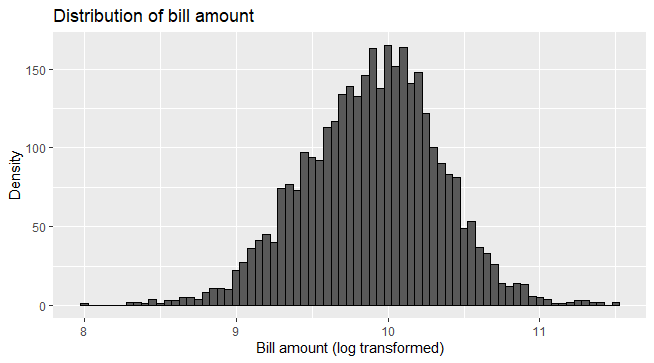 Distribution of bill amount
150
100
50
0
Density
8
9
10
11
Bill amount (log transformed)